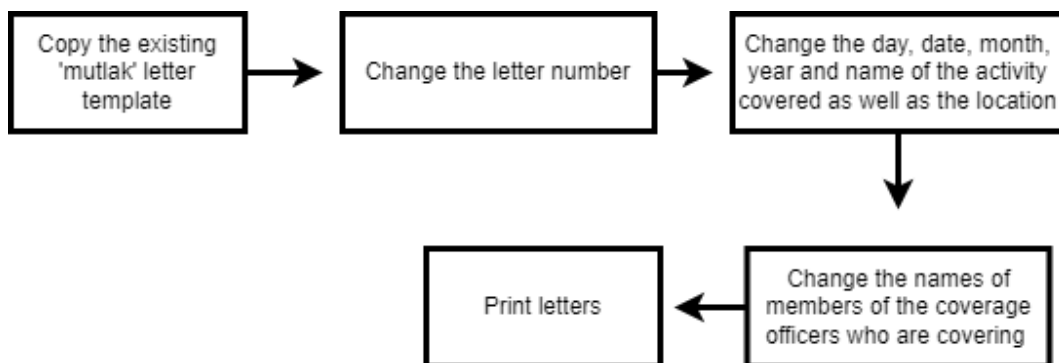 Copy the existing
'mutlak' letter
template
Change the letter number
Change the day, date, month,
year and name of the activity
covered as well as the location
Change the names of
members of the coverage
officers who are covering
Print letters